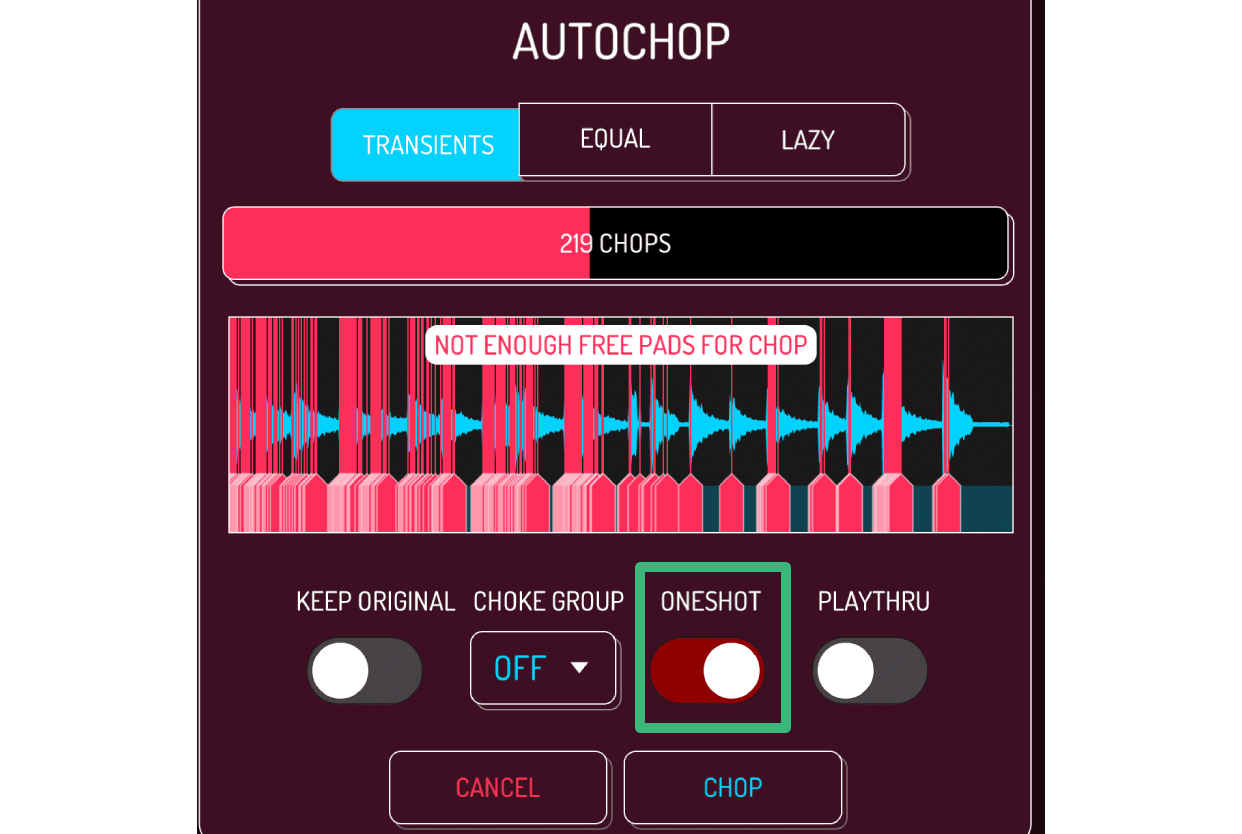 AUTOCHOP
TRANSIENTS EQUAL LAZY
219 CHOPS
NOT ENOUGH FREE PADS FOR CHOP
KEEP ORIGINAL CHOKE GROUP ONESHOT PLAYTHRU
OFF
CANCEL CHOP